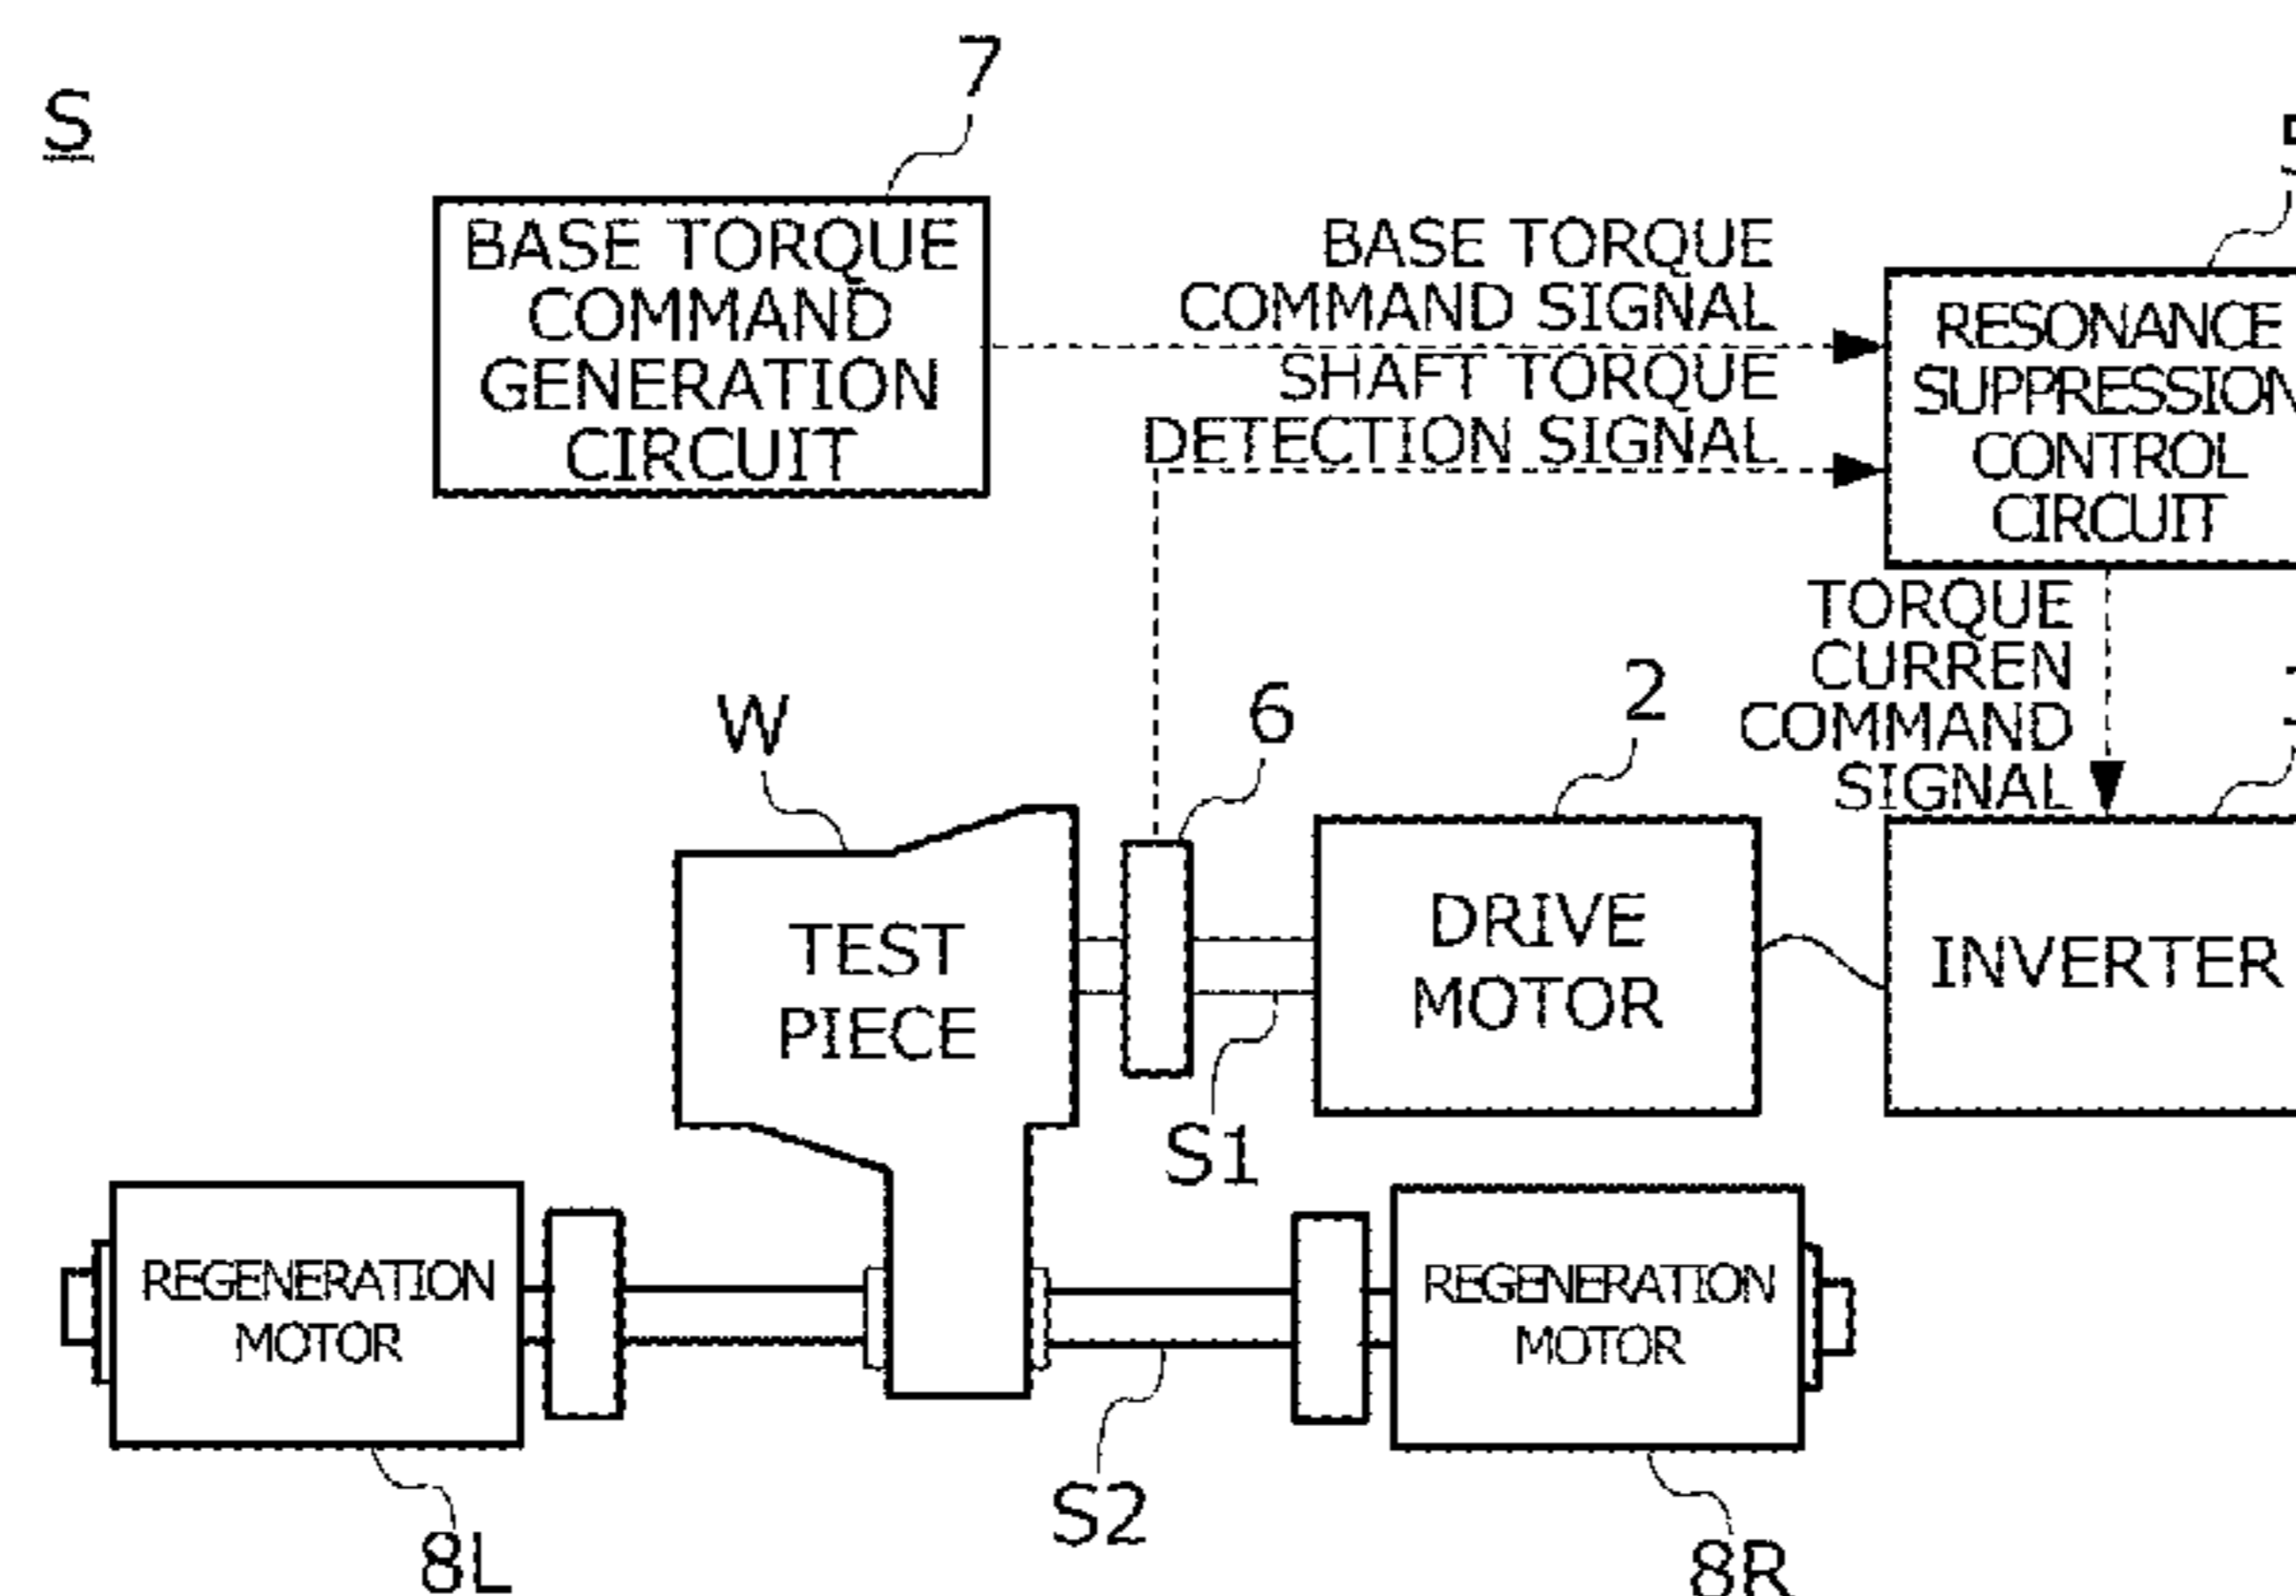 S
7
BASE TORQUE
COMMAND
GENERATION
CIRCUIT
BASE TORQUE
COMMAND SIGNAL
SHAFT TORQUE
DETECTION SIGNAL
RESONANCE
SUPPRESSION
CONTROL
CIRCUIT
TORQUE
CURREN
COMMAND
SIGNAL
W
6
2
TEST
PIECE
DRIVE
MOTOR
INVERTER
S1
REGENERATION
MOTOR
REGENERATION
MOTOR
S2
8L
8R